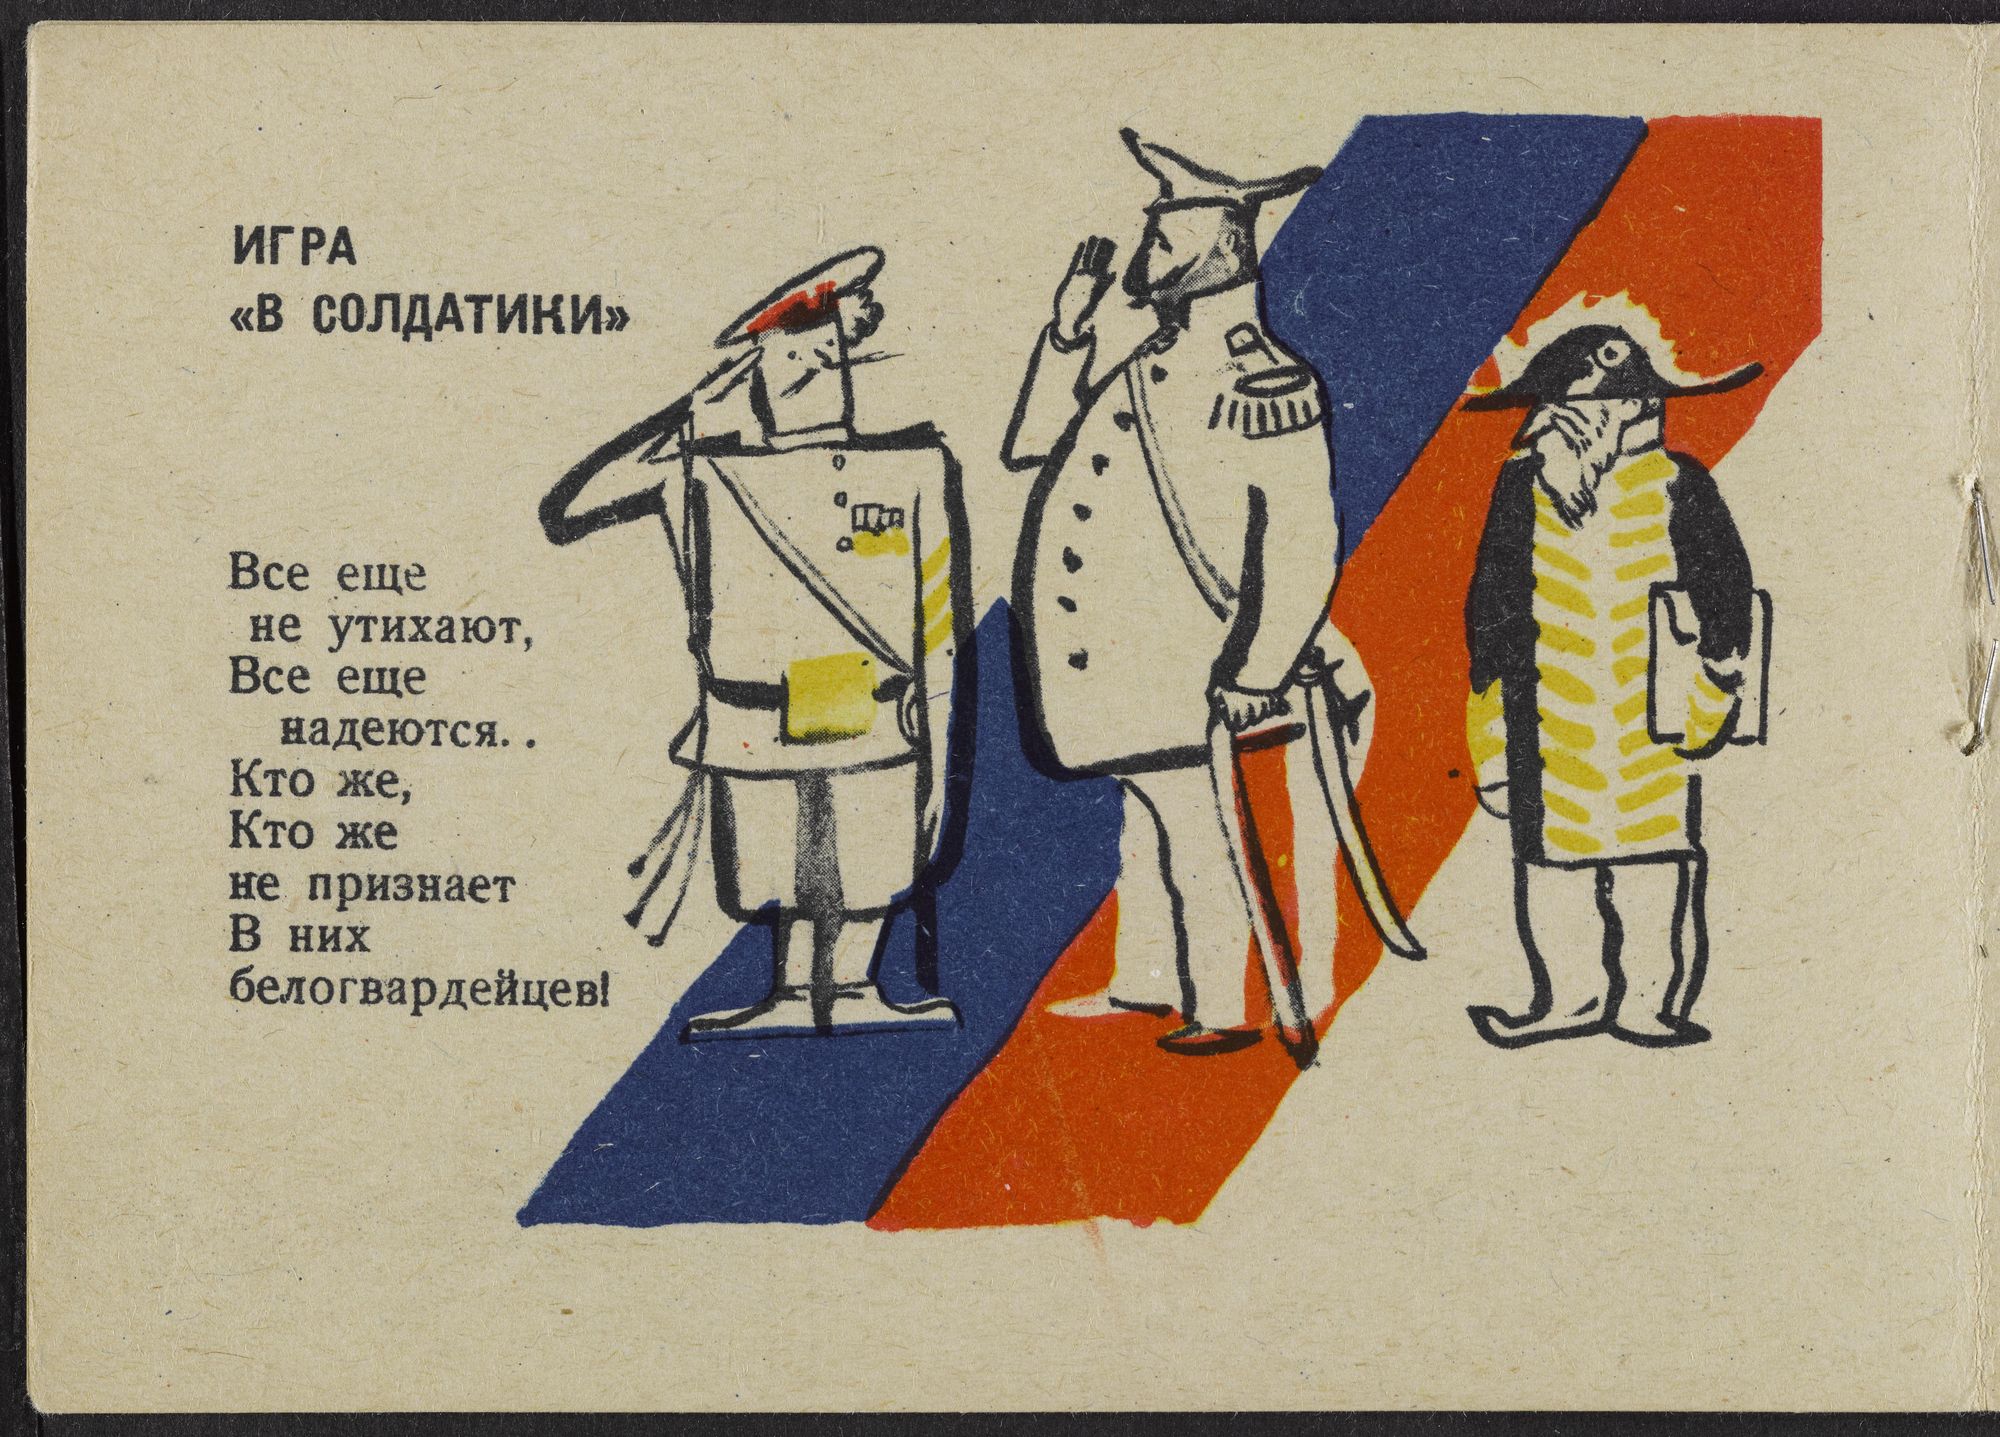 ИГРА
«В СОЛДАТИКИ»
Все еще
не утихают,
Все еще
надеются..
Кто же,
Кто же
не признает
В них
белогвардейцев!